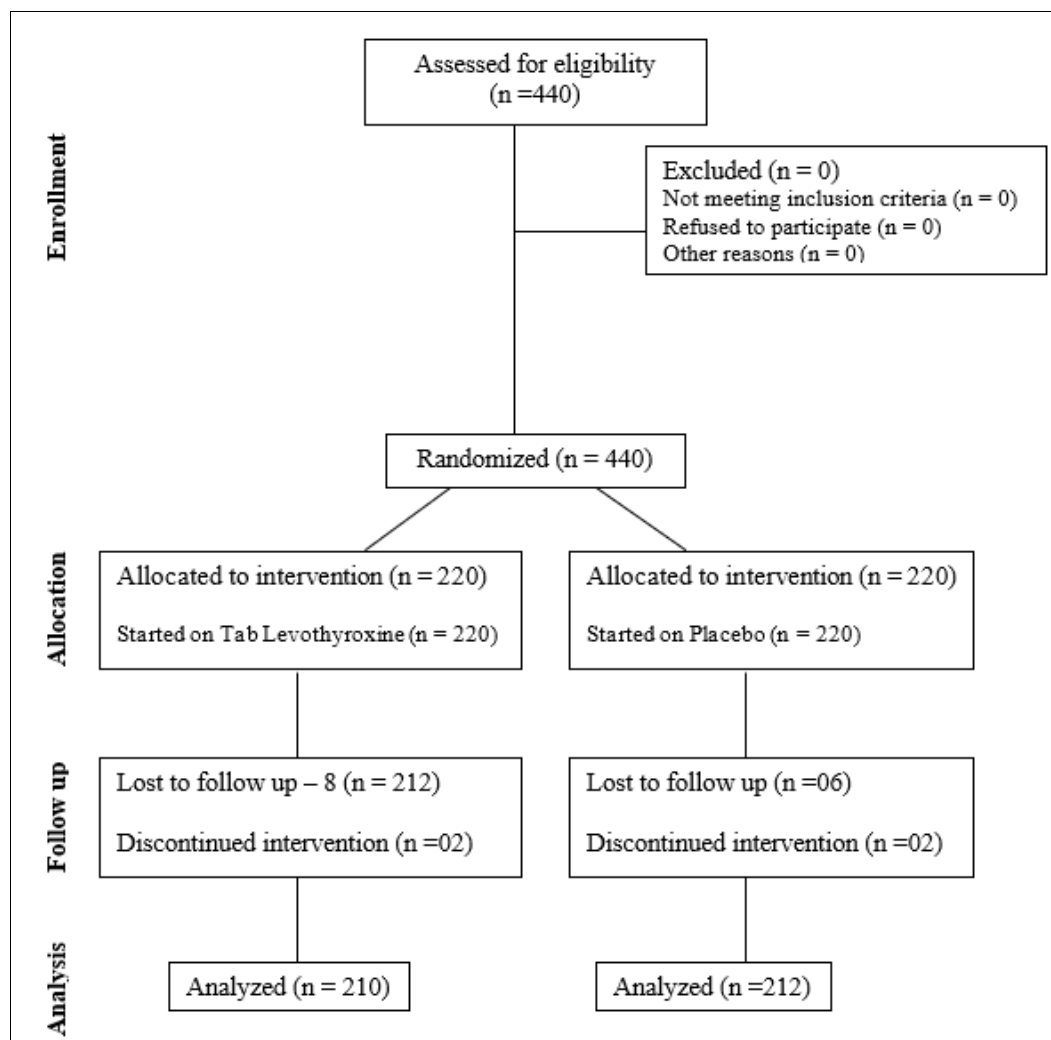 Assessed for eligibility
(n =440)
Enrollment
Excluded (n = 0)
Not meeting inclusion criteria (n = 0)
Refused to participate (n = 0)
Other reasons (n = 0)
Randomized (n = 440)
Allocation
Allocated to intervention (n = 220)
Started on Tab Levothyroxine (n = 220)
Allocated to intervention (n = 220)
Started on Placebo (n = 220)
Follow up
Lost to follow up – 8 (n = 212)
Discontinued intervention (n =02)
Lost to follow up (n =06)
Discontinued intervention (n =02)
Analysis
Analyzed (n = 210)
Analyzed (n =212)